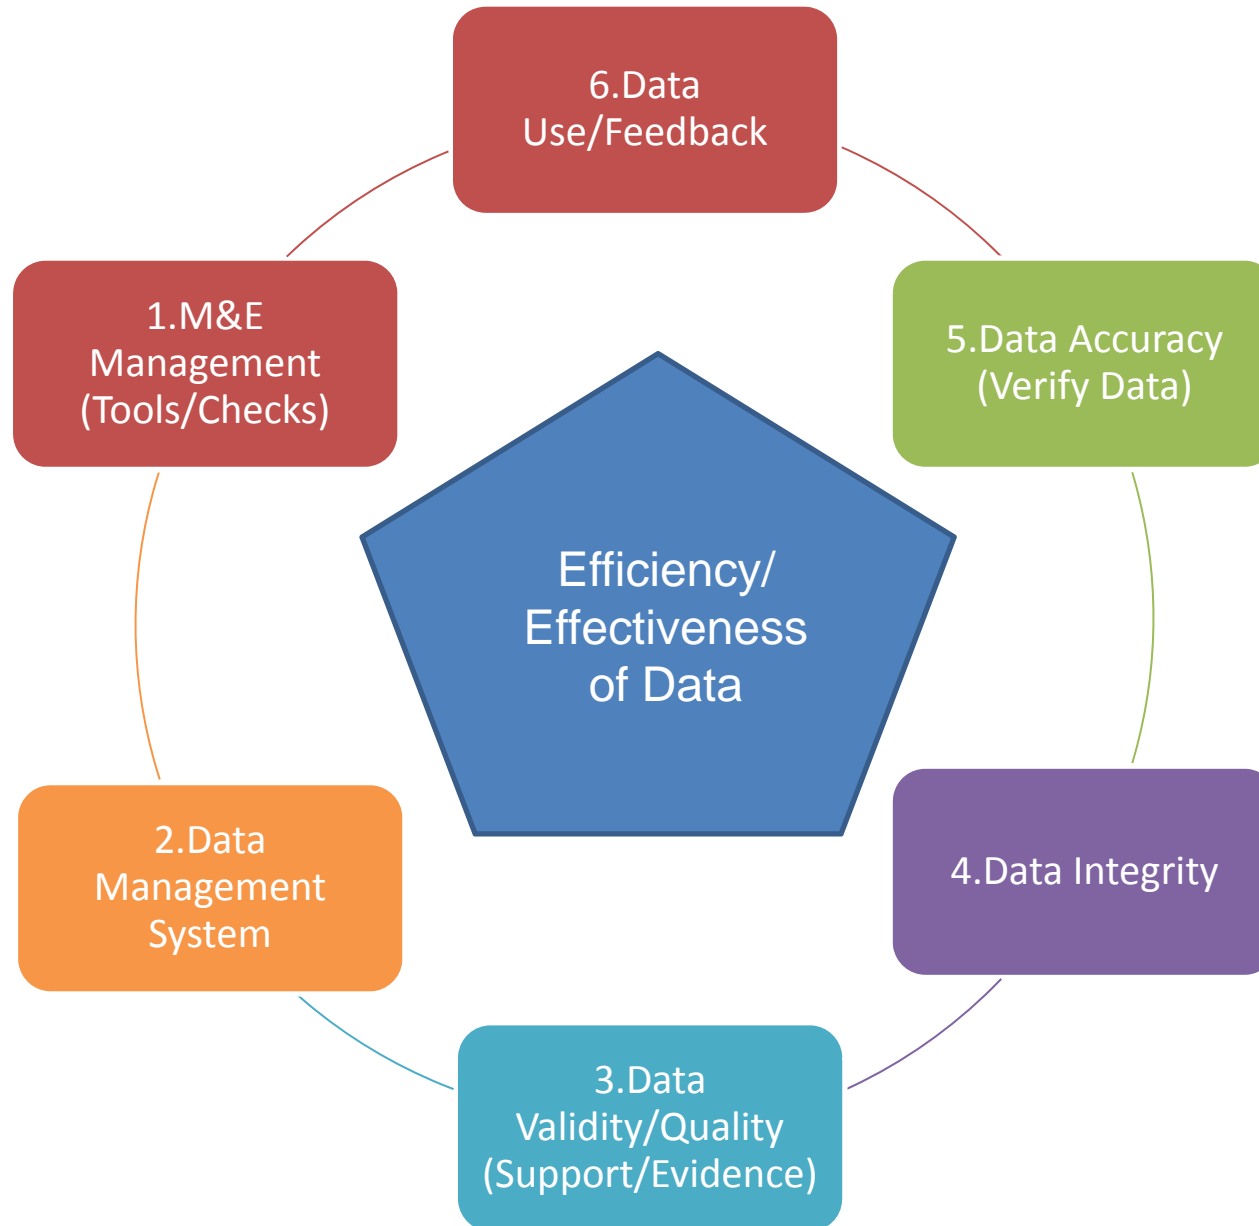 6.Data
Use/Feedback
1.M&E
Management
(Tools/Checks)
5.Data Accuracy
(Verify Data)
Efficiency/
Effectiveness
of Data
2.Data
Management
System
4.Data Integrity
3.Data
Validity/Quality
(Support/Evidence)